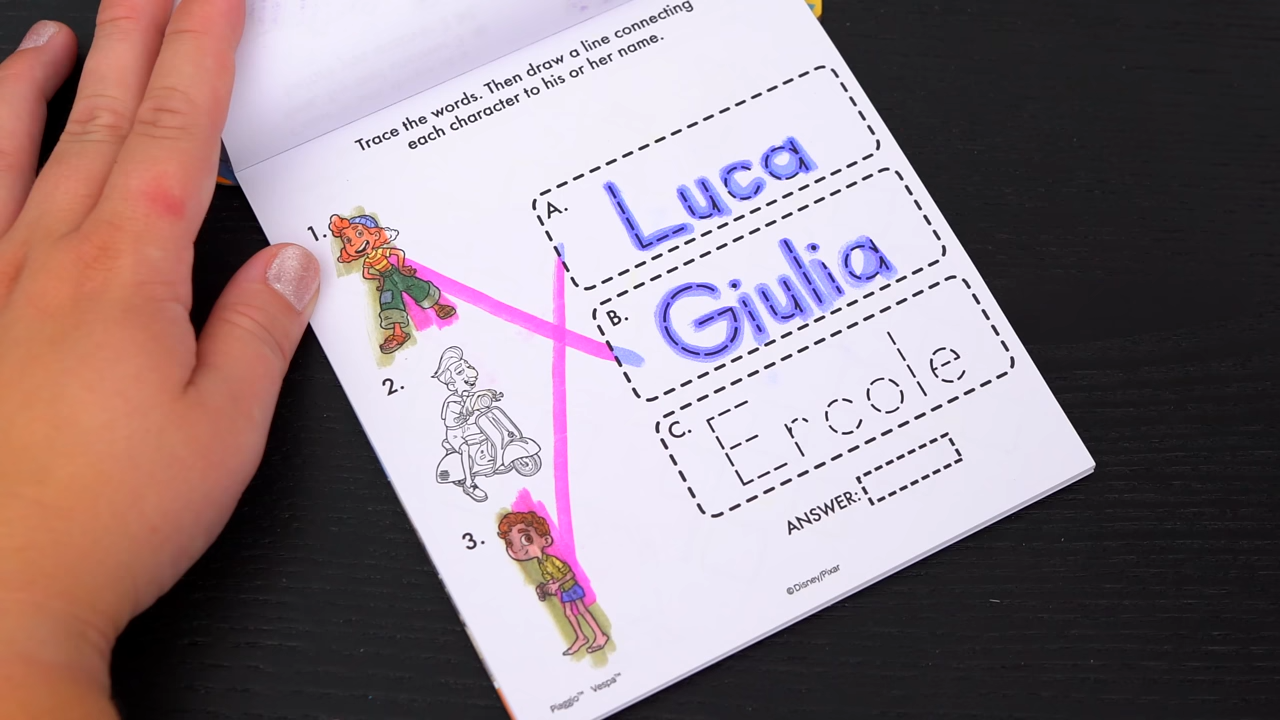 Trace the words. Then draw a line connecting
each character to his or her name.
1.
A. Luca
B. Giulia
2.
C. Ercole
3.
ANSWER:
©Disney/Pixar
Piaggio™ Vespa™